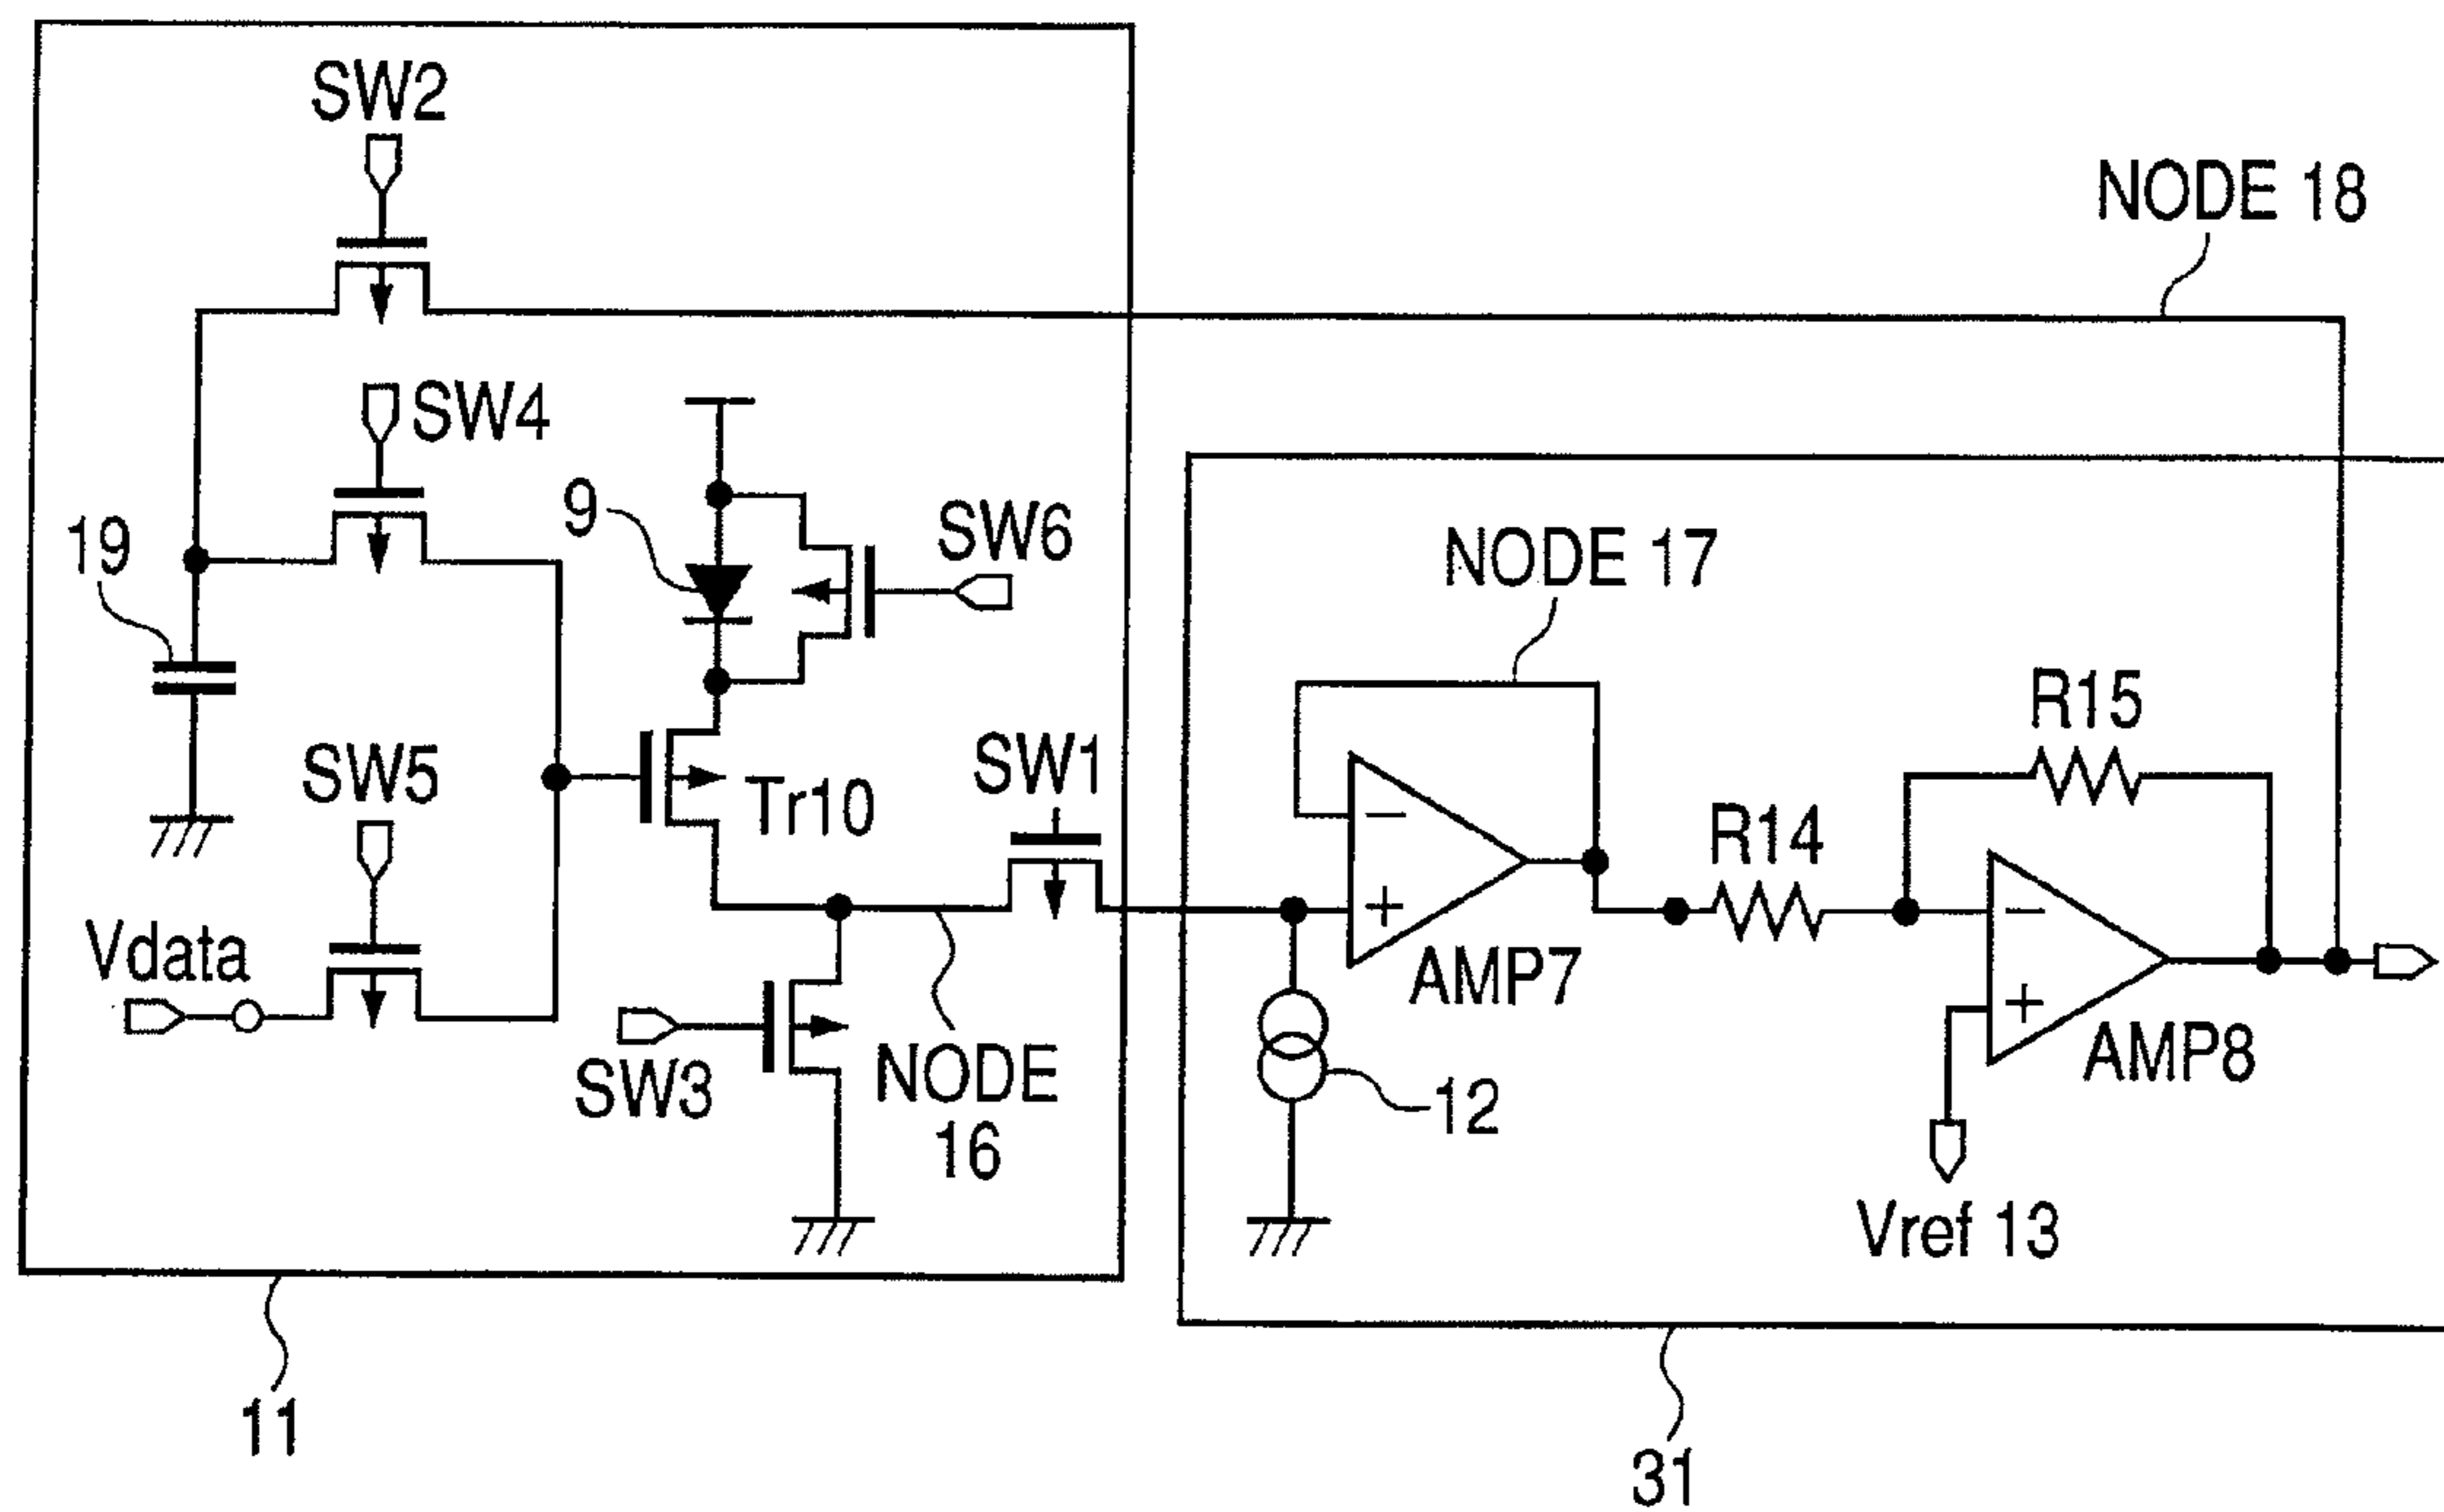 SW2
NODE 18
SW4
9
SW6
19
NODE 17
SW5
SW1
R15
Tr10
R14
Vdata
−
+
AMP7
−
+
AMP8
SW3
NODE
16
12
Vref 13
11
31